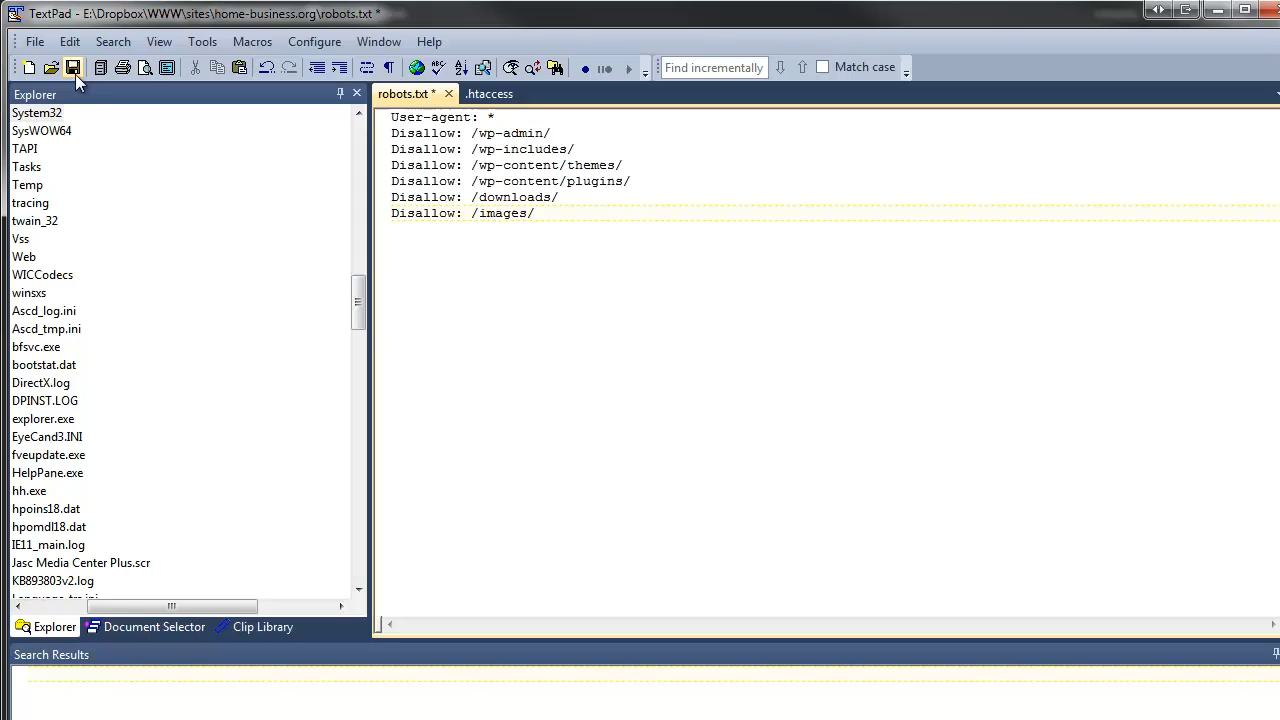 TextPad - E:\Dropbox\WWW\sites\home-business.org\robots.txt *
File Edit Search View Tools Macros Configure Window Help
Find incrementally Match case
Explorer
robots.txt * .htaccess
System32
SysWOW64
TAPI
Tasks
Temp
tracing
twain_32
Vss
Web
WICCodecs
winsxs
Ascd_log.ini
Ascd_tmp.ini
bfsvc.exe
bootstat.dat
DirectX.log
DPINST.LOG
explorer.exe
EyeCand3.INI
fveupdate.exe
HelpPane.exe
hh.exe
hpoins18.dat
hpomdl18.dat
IE11_main.log
Jasc Media Center Plus.scr
KB893803v2.log
User-agent: *
Disallow: /wp-admin/
Disallow: /wp-includes/
Disallow: /wp-content/themes/
Disallow: /wp-content/plugins/
Disallow: /downloads/
Disallow: /images/
Explorer Document Selector Clip Library
Search Results